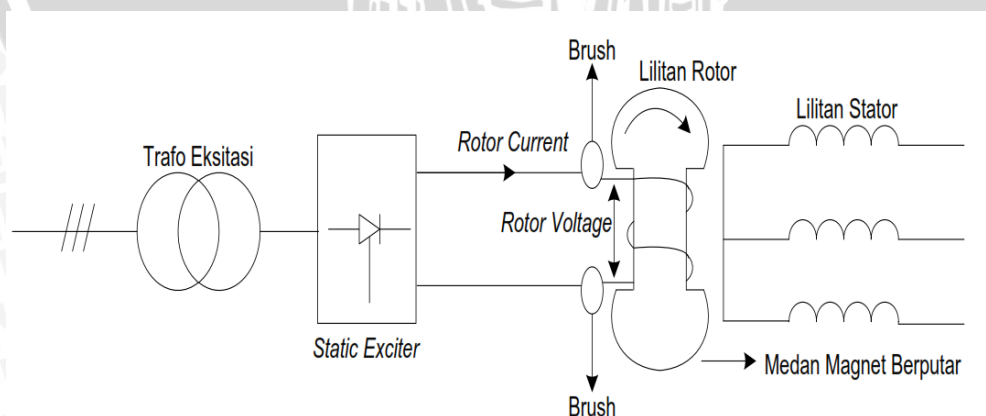 Brush
Lilitan Rotor
Lilitan Stator
Rotor Current
Trafo Eksitasi
Rotor Voltage
Static Exciter
Medan Magnet Berputar
Brush